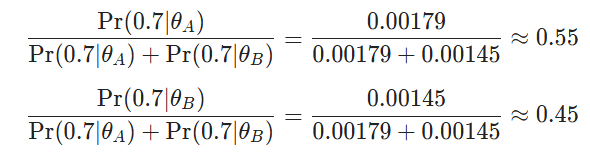 Pr(0.7|θ_A) / (Pr(0.7|θ_A) + Pr(0.7|θ_B)) = 0.00179 / (0.00179 + 0.00145) ≈ 0.55
Pr(0.7|θ_B) / (Pr(0.7|θ_A) + Pr(0.7|θ_B)) = 0.00145 / (0.00179 + 0.00145) ≈ 0.45